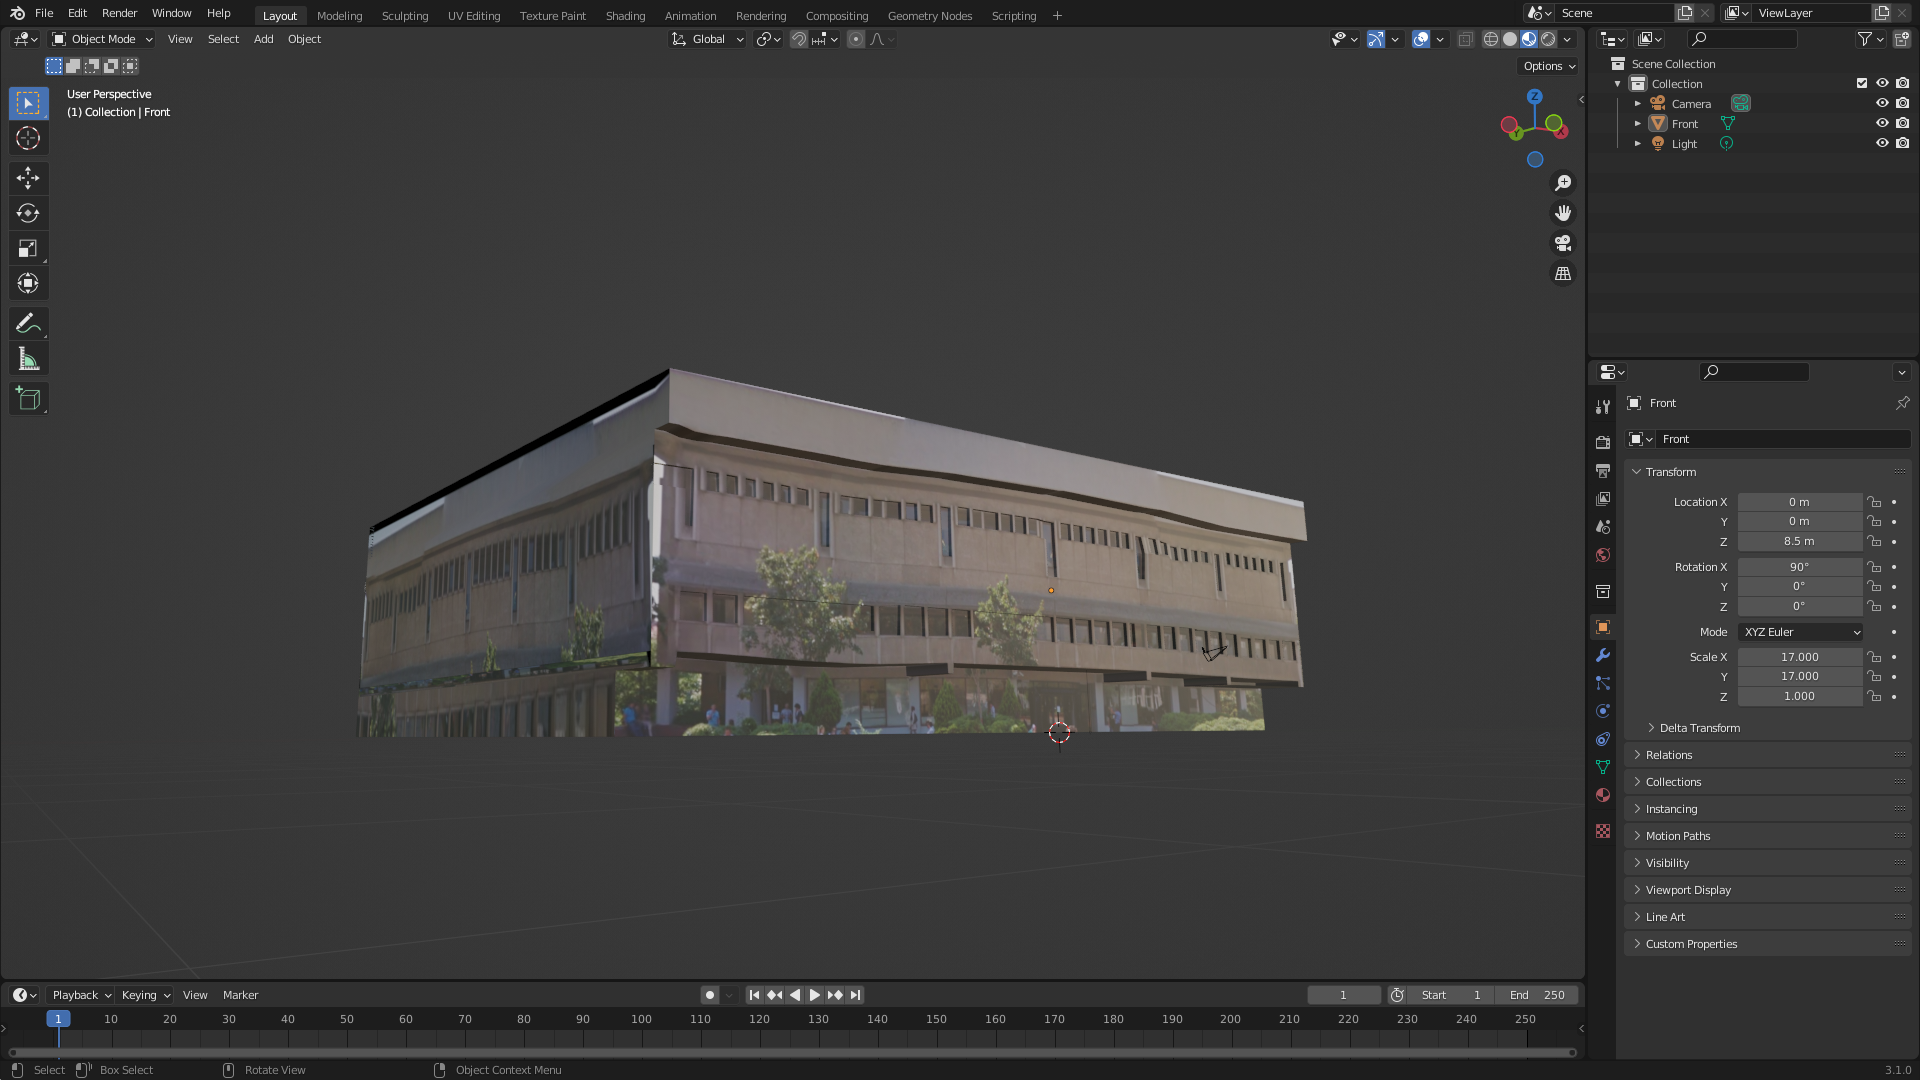 File Edit Render Window Help Layout Modeling Sculpting UV Editing Texture Paint Shading Animation Rendering Compositing Geometry Nodes Scripting + Scene ViewLayer
Object Mode View Select Add Object Global
Options
User Perspective
(1) Collection | Front
Z
Y
X
Scene Collection
Collection
Camera
Front
Light
Front
Front
Transform
Location X 0 m
Y 0 m
Z 8.5 m
Rotation X 90°
Y 0°
Z 0°
Mode XYZ Euler
Scale X 17.000
Y 17.000
Z 1.000
Delta Transform
Relations
Collections
Instancing
Motion Paths
Visibility
Viewport Display
Line Art
Custom Properties
Playback Keying View Marker 1 Start 1 End 250
1 10 20 30 40 50 60 70 80 90 100 110 120 130 140 150 160 170 180 190 200 210 220 230 240 250
Select Box Select Rotate View Object Context Menu 3.1.0